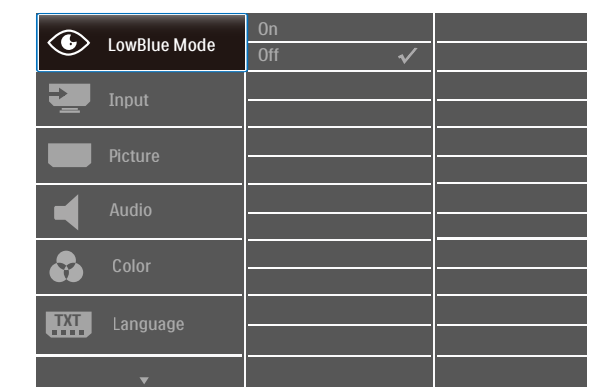 LowBlue Mode
On
Off
Input
Picture
Audio
Color
TXT
Language